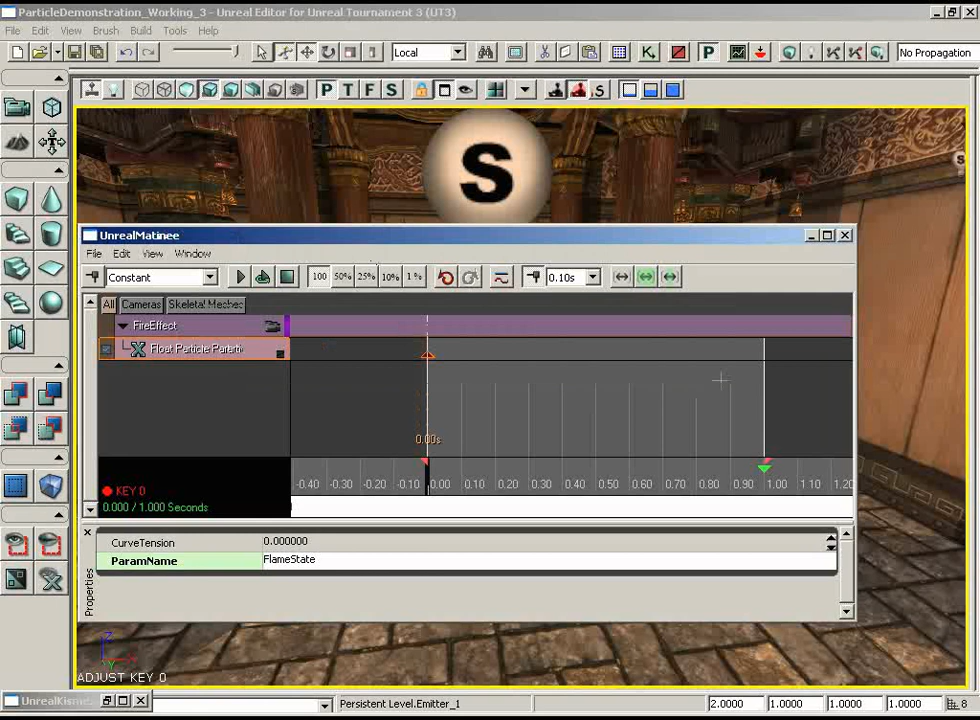 ParticleDemonstration_Working_3 - Unreal Editor for Unreal Tournament 3 (UT3)
File Edit View Brush Build Tools Help
Local
P
No Propagation
P T F S
S
S
UnrealMatinee
File Edit View Window
Constant
100 50% 25% 10% 1 %
0.10s
All Cameras Skeletal Meshes
FireEffect
Float Particle Param
0.00s
-0.40 -0.30 -0.20 -0.10 0.00 0.10 0.20 0.30 0.40 0.50 0.60 0.70 0.80 0.90 1.00 1.10 1.20
KEY 0
0.000 / 1.000 Seconds
CurveTension 0.000000
ParamName FlameState
Properties
Z
X
Y
ADJUST KEY 0
UnrealKism
Persistent Level.Emitter_1
2.0000 1.0000 1.0000 1.0000
8